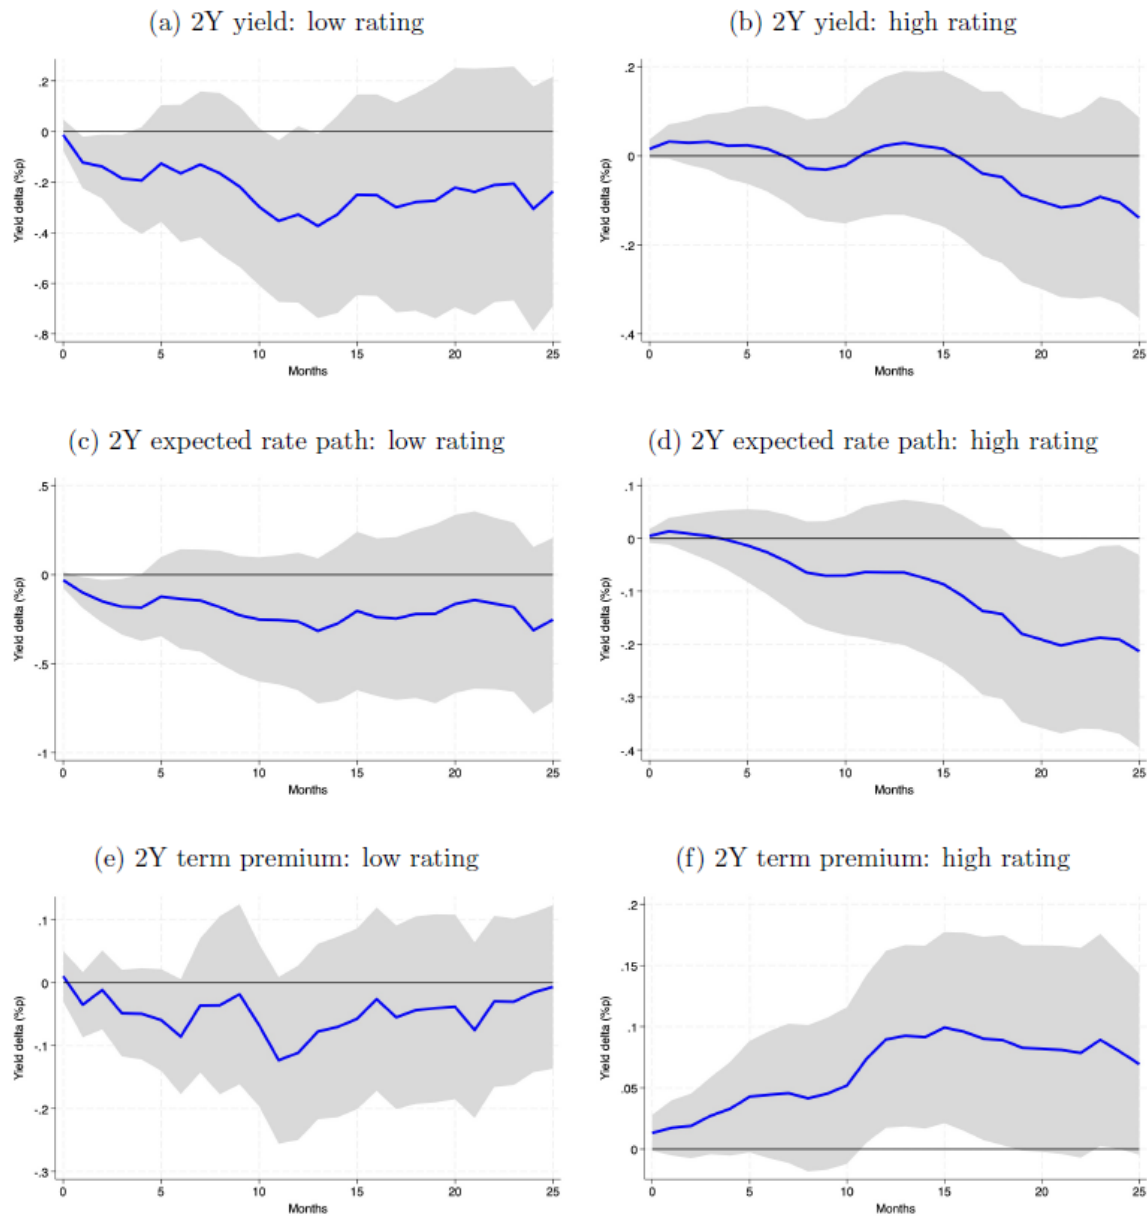 (a) 2Y yield: low rating
(b) 2Y yield: high rating
.2
0
-.2
-.4
-.6
-.8
Yield delta (%p)
0 5 10 15 20 25
Months
.2
0
-.2
-.4
Yield delta (%p)
0 5 10 15 20 25
Months
(c) 2Y expected rate path: low rating
(d) 2Y expected rate path: high rating
.5
0
-.5
-1
Yield delta (%p)
0 5 10 15 20 25
Months
.1
0
-.1
-.2
-.3
-.4
Yield delta (%p)
0 5 10 15 20 25
Months
(e) 2Y term premium: low rating
(f) 2Y term premium: high rating
.1
0
-.1
-.2
-.3
Yield delta (%p)
0 5 10 15 20 25
Months
.2
.15
.1
.05
0
Yield delta (%p)
0 5 10 15 20 25
Months